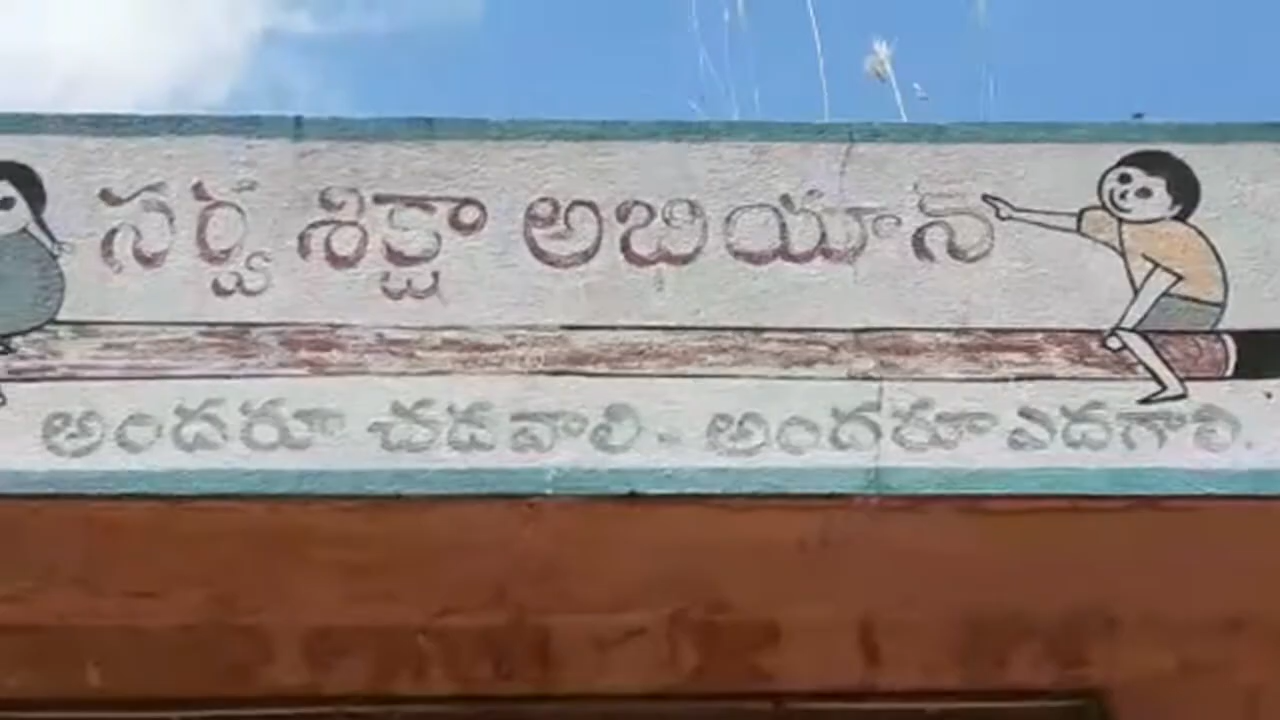 సర్వ శిక్షా అభియాన్
అందరూ చదవాలి - అందరూ ఎదగాలి.